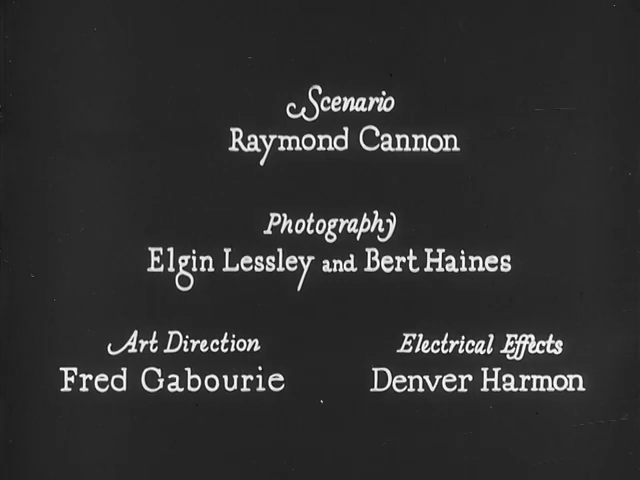 Scenario
Raymond Cannon
Photography
Elgin Lessley and Bert Haines
Art Direction
Fred Gabourie
Electrical Effects
Denver Harmon